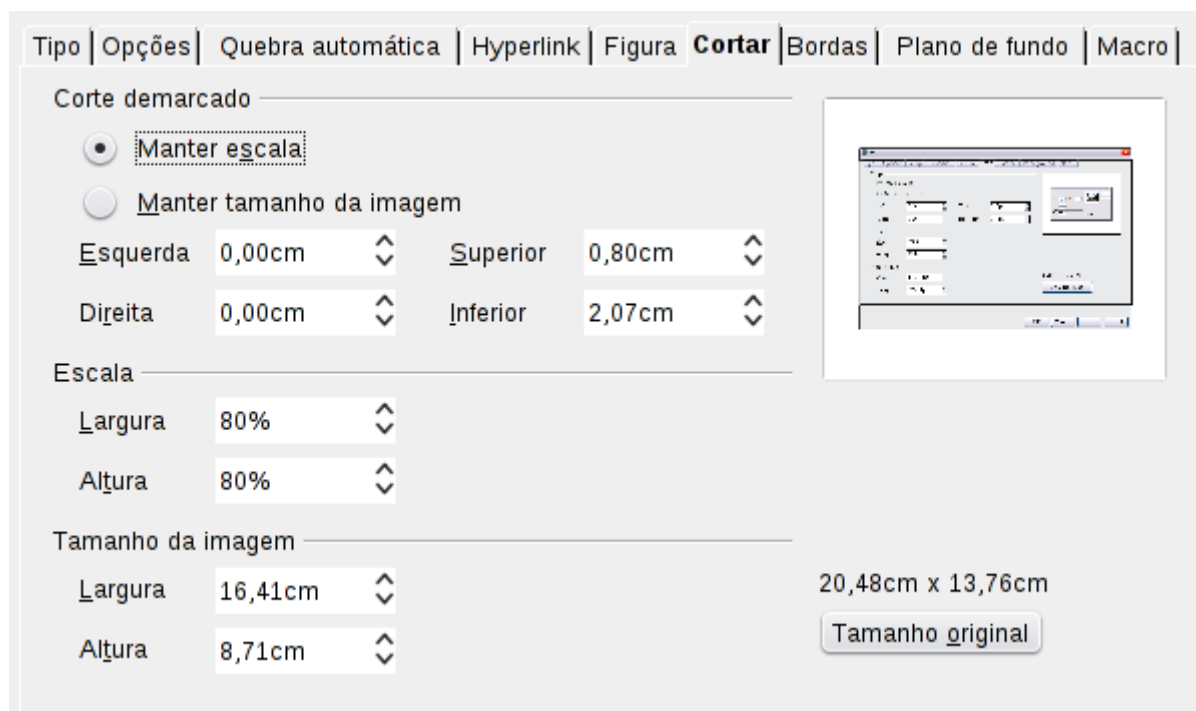 Tipo Opções Quebra automática Hyperlink Figura Cortar Bordas Plano de fundo Macro
Corte demarcado
Manter escala
Manter tamanho da imagem
Esquerda 0,00cm Superior 0,80cm
Direita 0,00cm Inferior 2,07cm
Escala
Largura 80%
Altura 80%
Tamanho da imagem
Largura 16,41cm
Altura 8,71cm
20,48cm x 13,76cm
Tamanho original